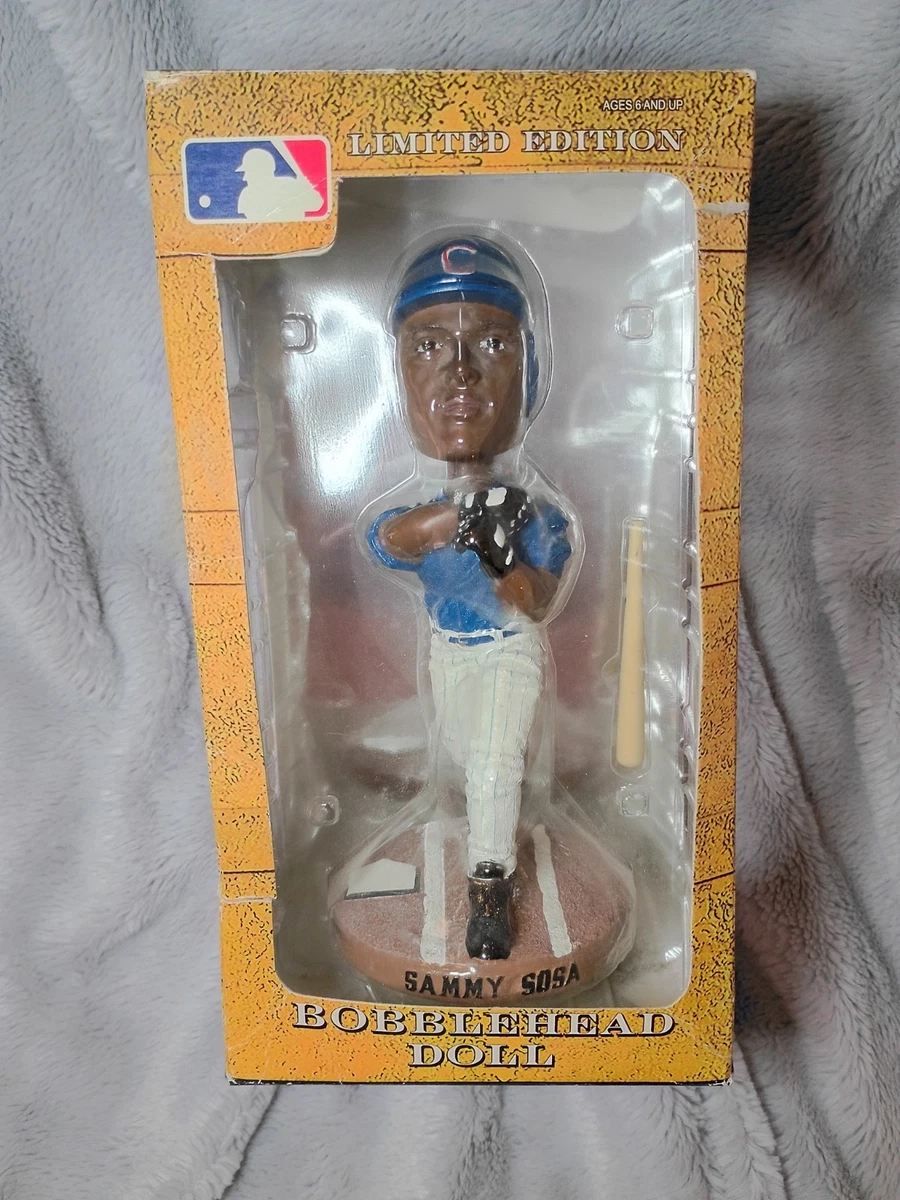 AGES 6 AND UP
LIMITED EDITION
C
SAMMY SOSA
BOBBLEHEAD
DOLL